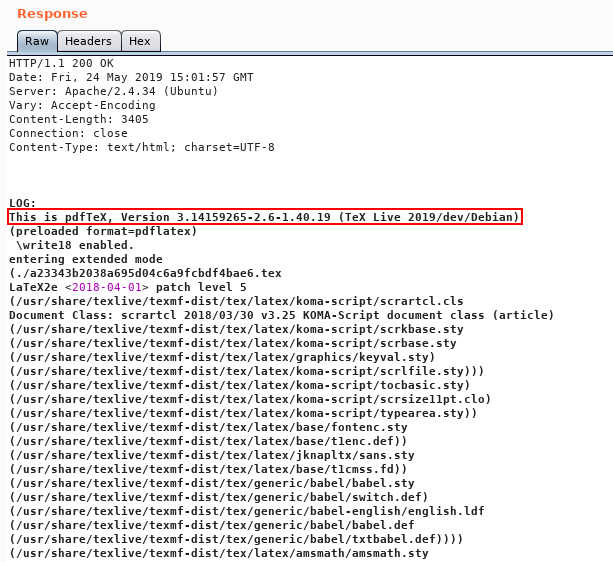 Response
Raw Headers Hex
HTTP/1.1 200 OK
Date: Fri, 24 May 2019 15:01:57 GMT
Server: Apache/2.4.34 (Ubuntu)
Vary: Accept-Encoding
Content-Length: 3405
Connection: close
Content-Type: text/html; charset=UTF-8
LOG:
This is pdfTeX, Version 3.14159265-2.6-1.40.19 (TeX Live 2019/dev/Debian)
(preloaded format=pdflatex)
\write18 enabled.
entering extended mode
(./a23343b2038a695d04c6a9fcbdf4bae6.tex
LaTeX2e <2018-04-01> patch level 5
(/usr/share/texlive/texmf-dist/tex/latex/koma-script/scrartcl.cls
Document Class: scrartcl 2018/03/30 v3.25 KOMA-Script document class (article)
(/usr/share/texlive/texmf-dist/tex/latex/koma-script/scrkbase.sty
(/usr/share/texlive/texmf-dist/tex/latex/koma-script/scrbase.sty
(/usr/share/texlive/texmf-dist/tex/latex/graphics/keyval.sty)
(/usr/share/texlive/texmf-dist/tex/latex/koma-script/scrlfile.sty)))
(/usr/share/texlive/texmf-dist/tex/latex/koma-script/tocbasic.sty)
(/usr/share/texlive/texmf-dist/tex/latex/koma-script/scrsize11pt.clo)
(/usr/share/texlive/texmf-dist/tex/latex/koma-script/typearea.sty))
(/usr/share/texlive/texmf-dist/tex/latex/base/fontenc.sty
(/usr/share/texlive/texmf-dist/tex/latex/base/t1enc.def))
(/usr/share/texlive/texmf-dist/tex/latex/jknapltx/sans.sty
(/usr/share/texlive/texmf-dist/tex/latex/base/t1cmss.fd))
(/usr/share/texlive/texmf-dist/tex/generic/babel/babel.sty
(/usr/share/texlive/texmf-dist/tex/generic/babel/switch.def)
(/usr/share/texlive/texmf-dist/tex/generic/babel-english/english.ldf
(/usr/share/texlive/texmf-dist/tex/generic/babel/babel.def
(/usr/share/texlive/texmf-dist/tex/generic/babel/txtbabel.def))))
(/usr/share/texlive/texmf-dist/tex/latex/amsmath/amsmath.sty